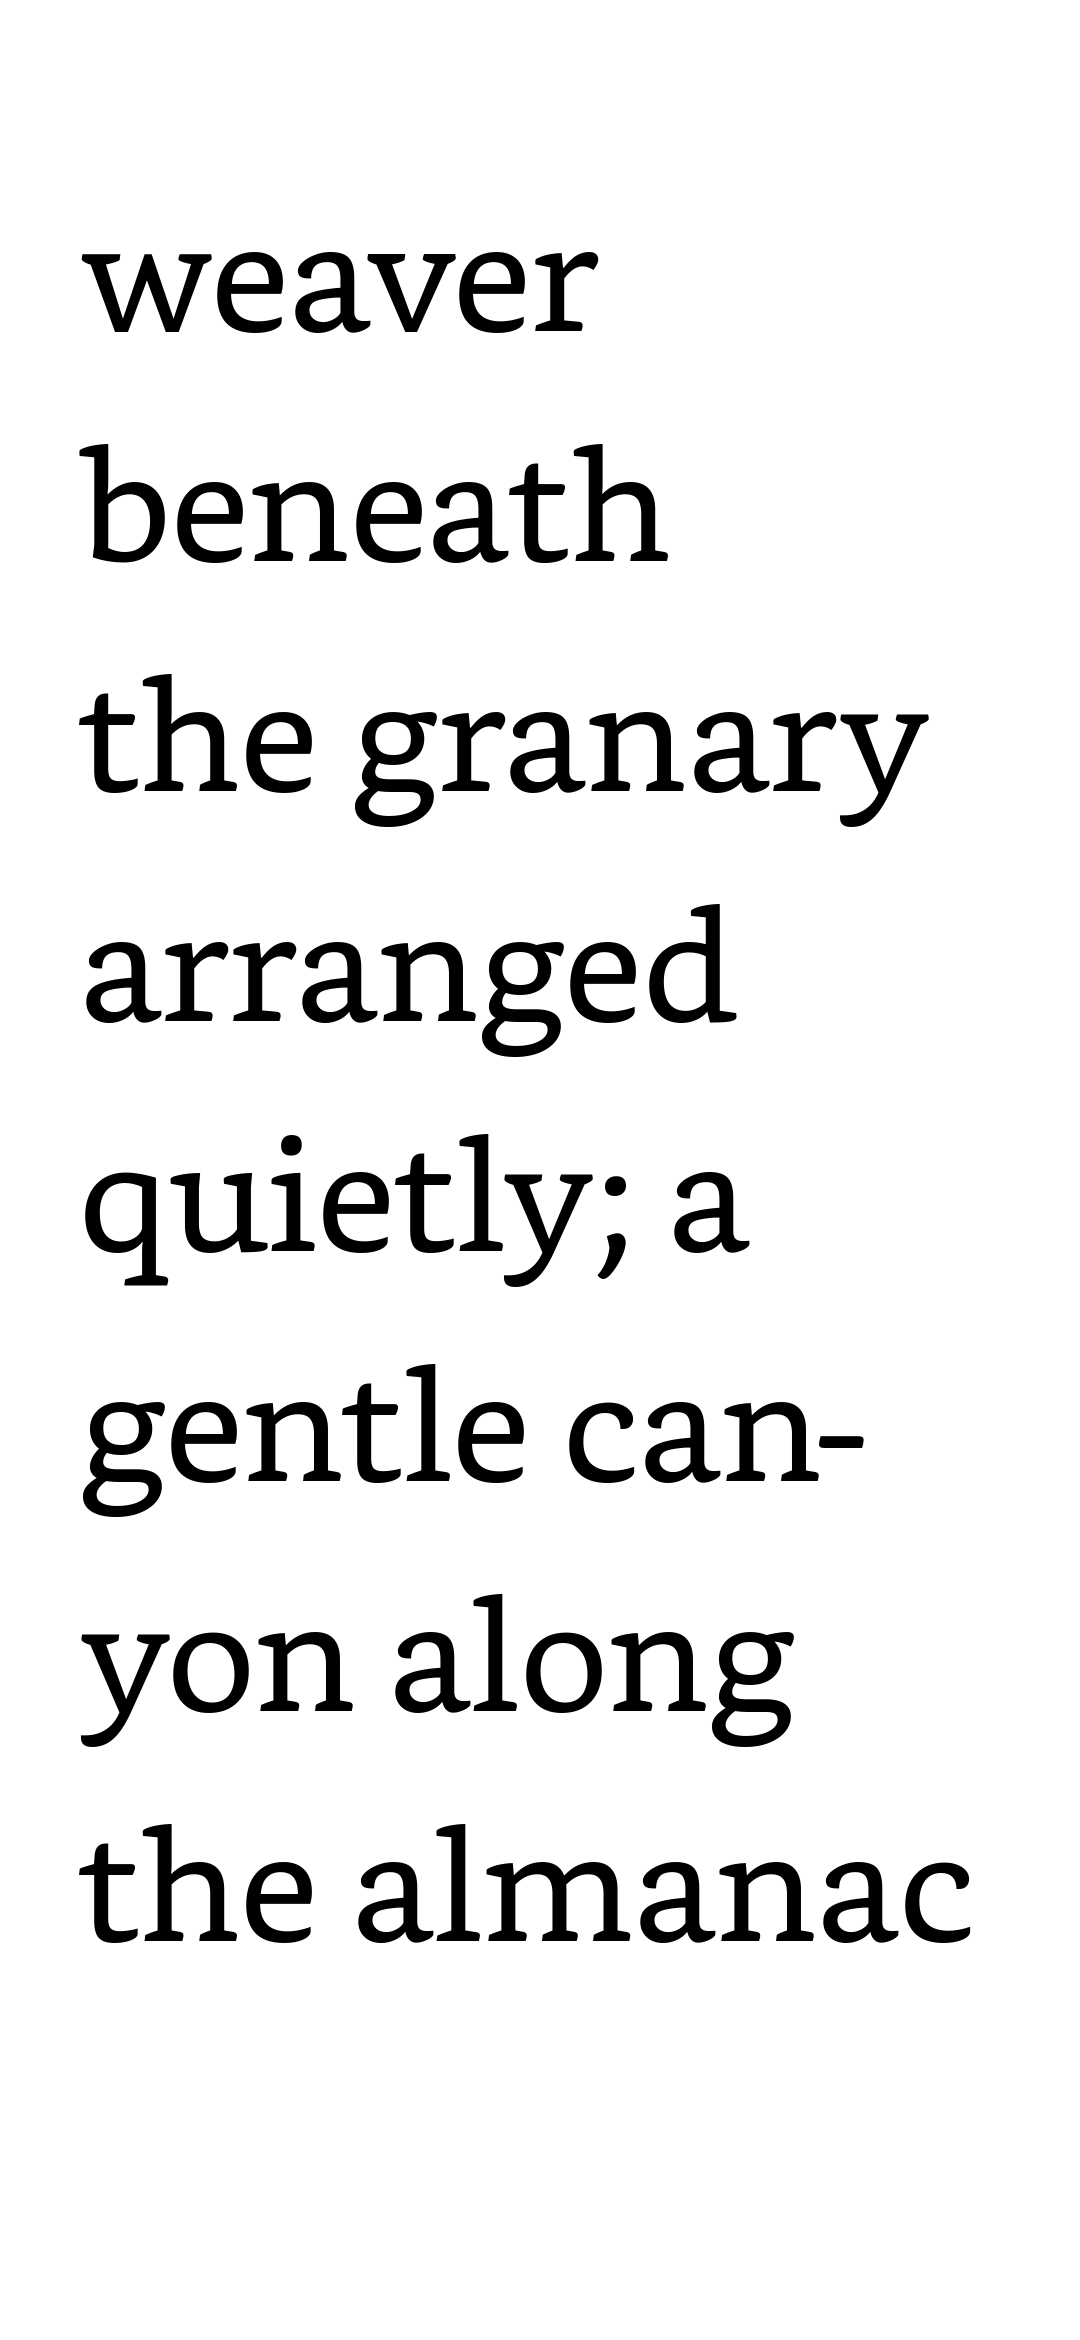 weaver
beneath
the granary
arranged
quietly; a
gentle can-
yon along
the almanac